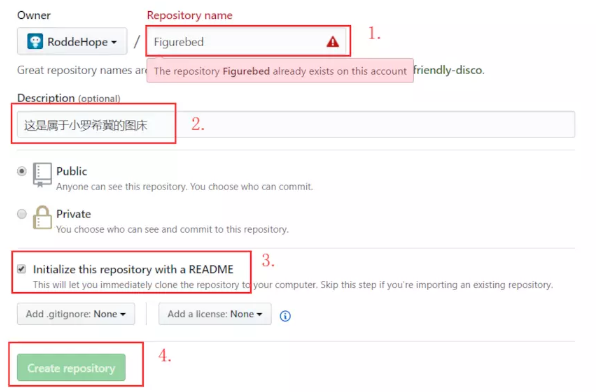 Owner Repository name
RoddeHope / Figurebed 1.
Great repository names are friendly-disco.
The repository Figurebed already exists on this account
Description (optional)
这是属于小罗希冀的图床 2.
Public
Anyone can see this repository. You choose who can commit.
Private
You choose who can see and commit to this repository.
Initialize this repository with a README 3.
This will let you immediately clone the repository to your computer. Skip this step if you're importing an existing repository.
Add .gitignore: None Add a license: None
Create repository 4.